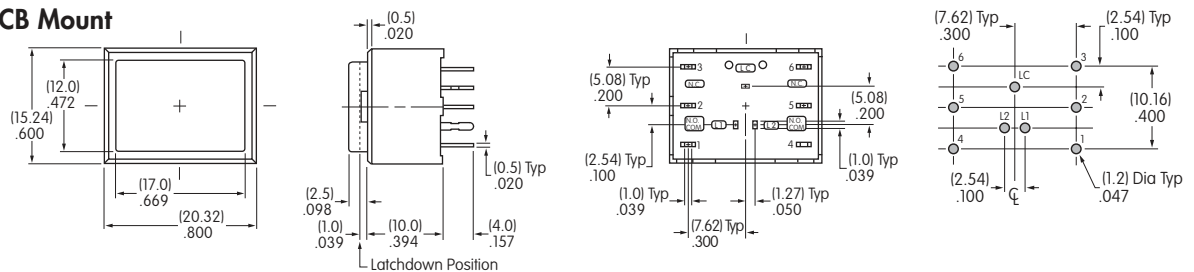 CB Mount
(15.24)
.600
(12.0)
.472
(17.0)
.669
(20.32)
.800
(0.5)
.020
(0.5) Typ
.020
(2.5)
.098
(1.0)
.039
(10.0)
.394
(4.0)
.157
Latchdown Position
(5.08) Typ
.200
(2.54) Typ
.100
(1.0) Typ
.039
(7.62) Typ
.300
(1.27) Typ
.050
(1.0) Typ
.039
(5.08)
.200
3
LC
6
N.C.
N.C.
2
5
N.O.
COM
L1
L2
N.O.
COM
1
4
(7.62) Typ
.300
(2.54) Typ
.100
6
3
LC
5
2
L2
L1
4
1
(10.16)
.400
(2.54)
.100
℄
(1.2) Dia Typ
.047